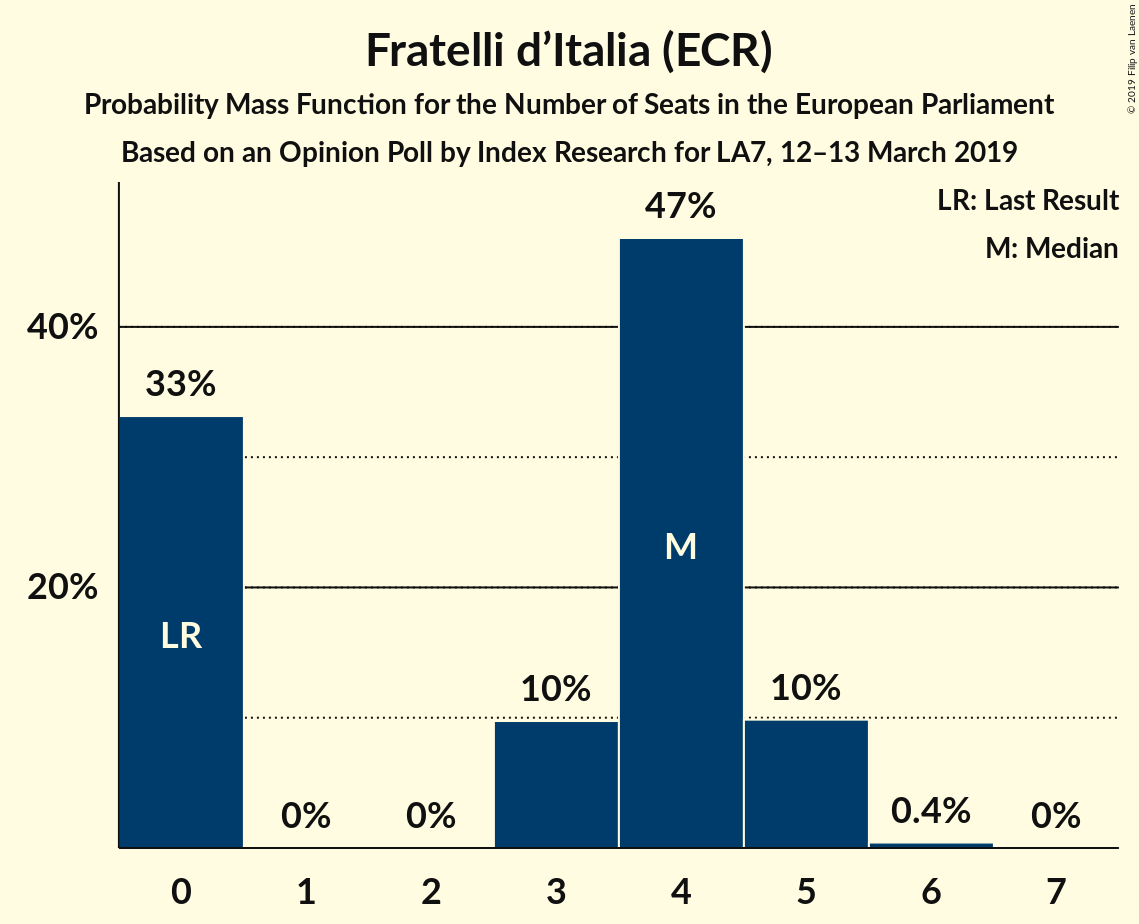 Fratelli d’Italia (ECR)
Probability Mass Function for the Number of Seats in the European Parliament
Based on an Opinion Poll by Index Research for LA7, 12–13 March 2019
© 2019 Filip van Laenen
LR: Last Result
M: Median
47%
40%
33%
M
20%
LR
10%
10%
0%
0%
0.4%
0%
0 1 2 3 4 5 6 7